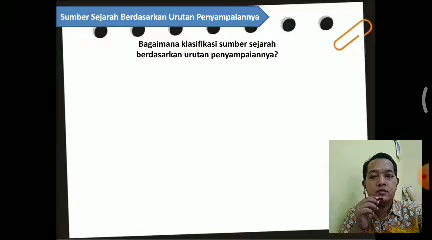 Sumber Sejarah Berdasarkan Urutan Penyampaiannya
Bagaimana klasifikasi sumber sejarah
berdasarkan urutan penyampaiannya?